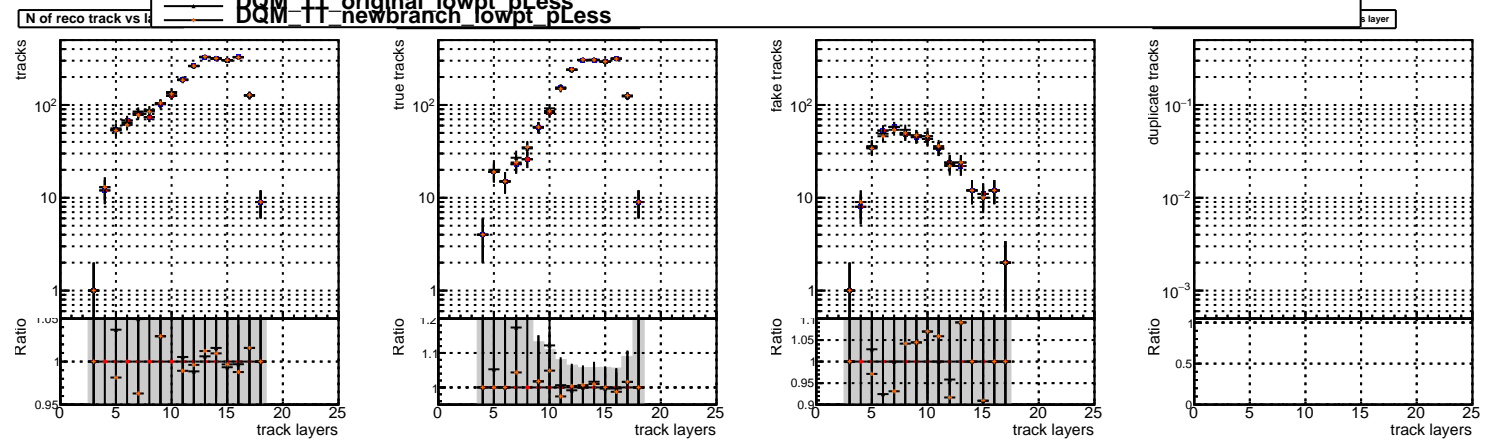 DQM_TT_original_lowpt_pLess
DQM_TT_newbranch_lowpt_pLess
N of reco track vs la
s layer
tracks
10²
10
1
Ratio
1.05
1
0.95
0 5 10 15 20 25
track layers
true tracks
10²
10
1
Ratio
1.2
1.1
1
0 5 10 15 20 25
track layers
fake tracks
10²
10
1
Ratio
1.1
1.05
1
0.95
0.9
0 5 10 15 20 25
track layers
duplicate tracks
10⁻¹
10⁻²
10⁻³
Ratio
1
0.5
0
0 5 10 15 20 25
track layers